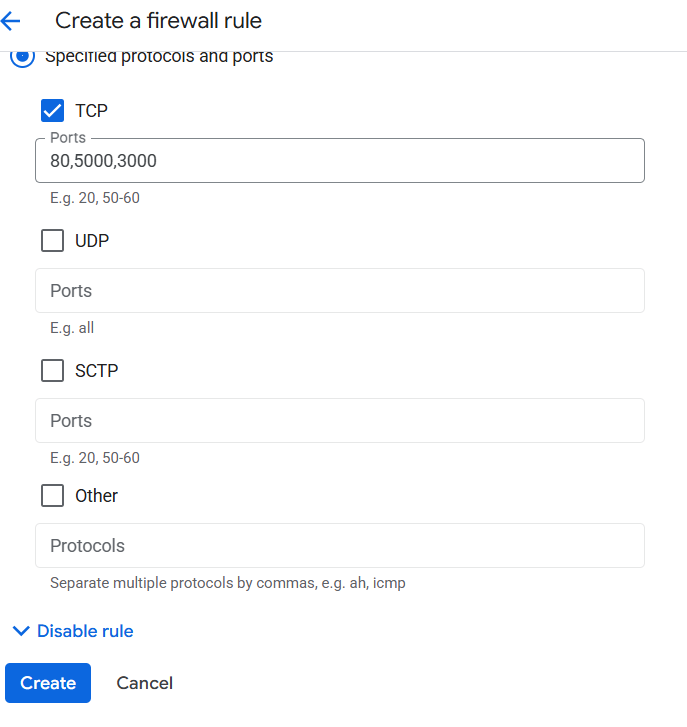 Create a firewall rule
Specified protocols and ports
TCP
Ports
80,5000,3000
E.g. 20, 50-60
UDP
Ports
E.g. all
SCTP
Ports
E.g. 20, 50-60
Other
Protocols
Separate multiple protocols by commas, e.g. ah, icmp
Disable rule
Create Cancel